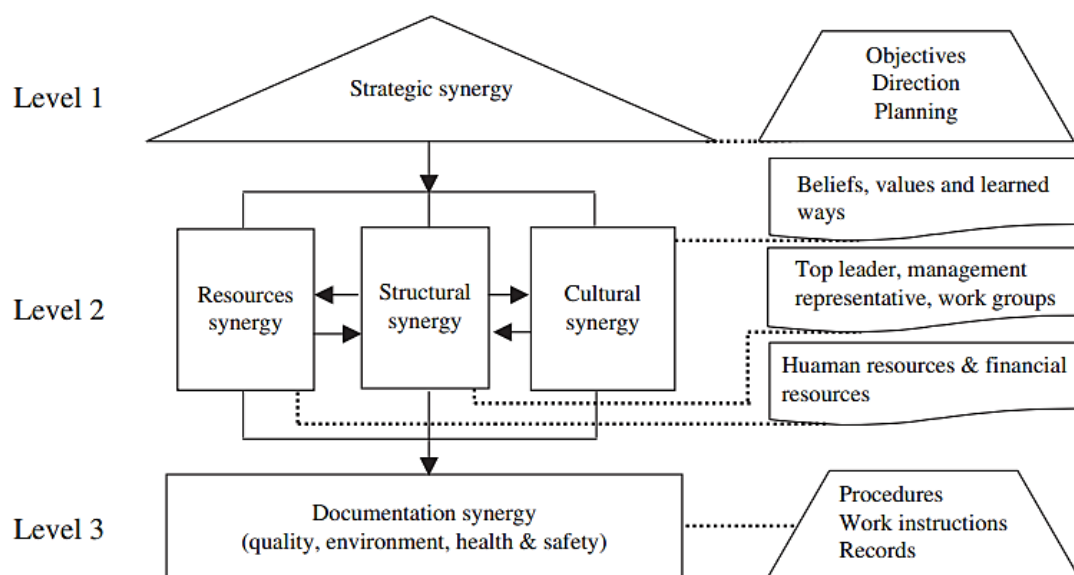 Level 1
Strategic synergy
Objectives
Direction
Planning
Level 2
Resources
synergy
Structural
synergy
Cultural
synergy
Beliefs, values and learned
ways
Top leader, management
representative, work groups
Huaman resources & financial
resources
Level 3
Documentation synergy
(quality, environment, health & safety)
Procedures
Work instructions
Records